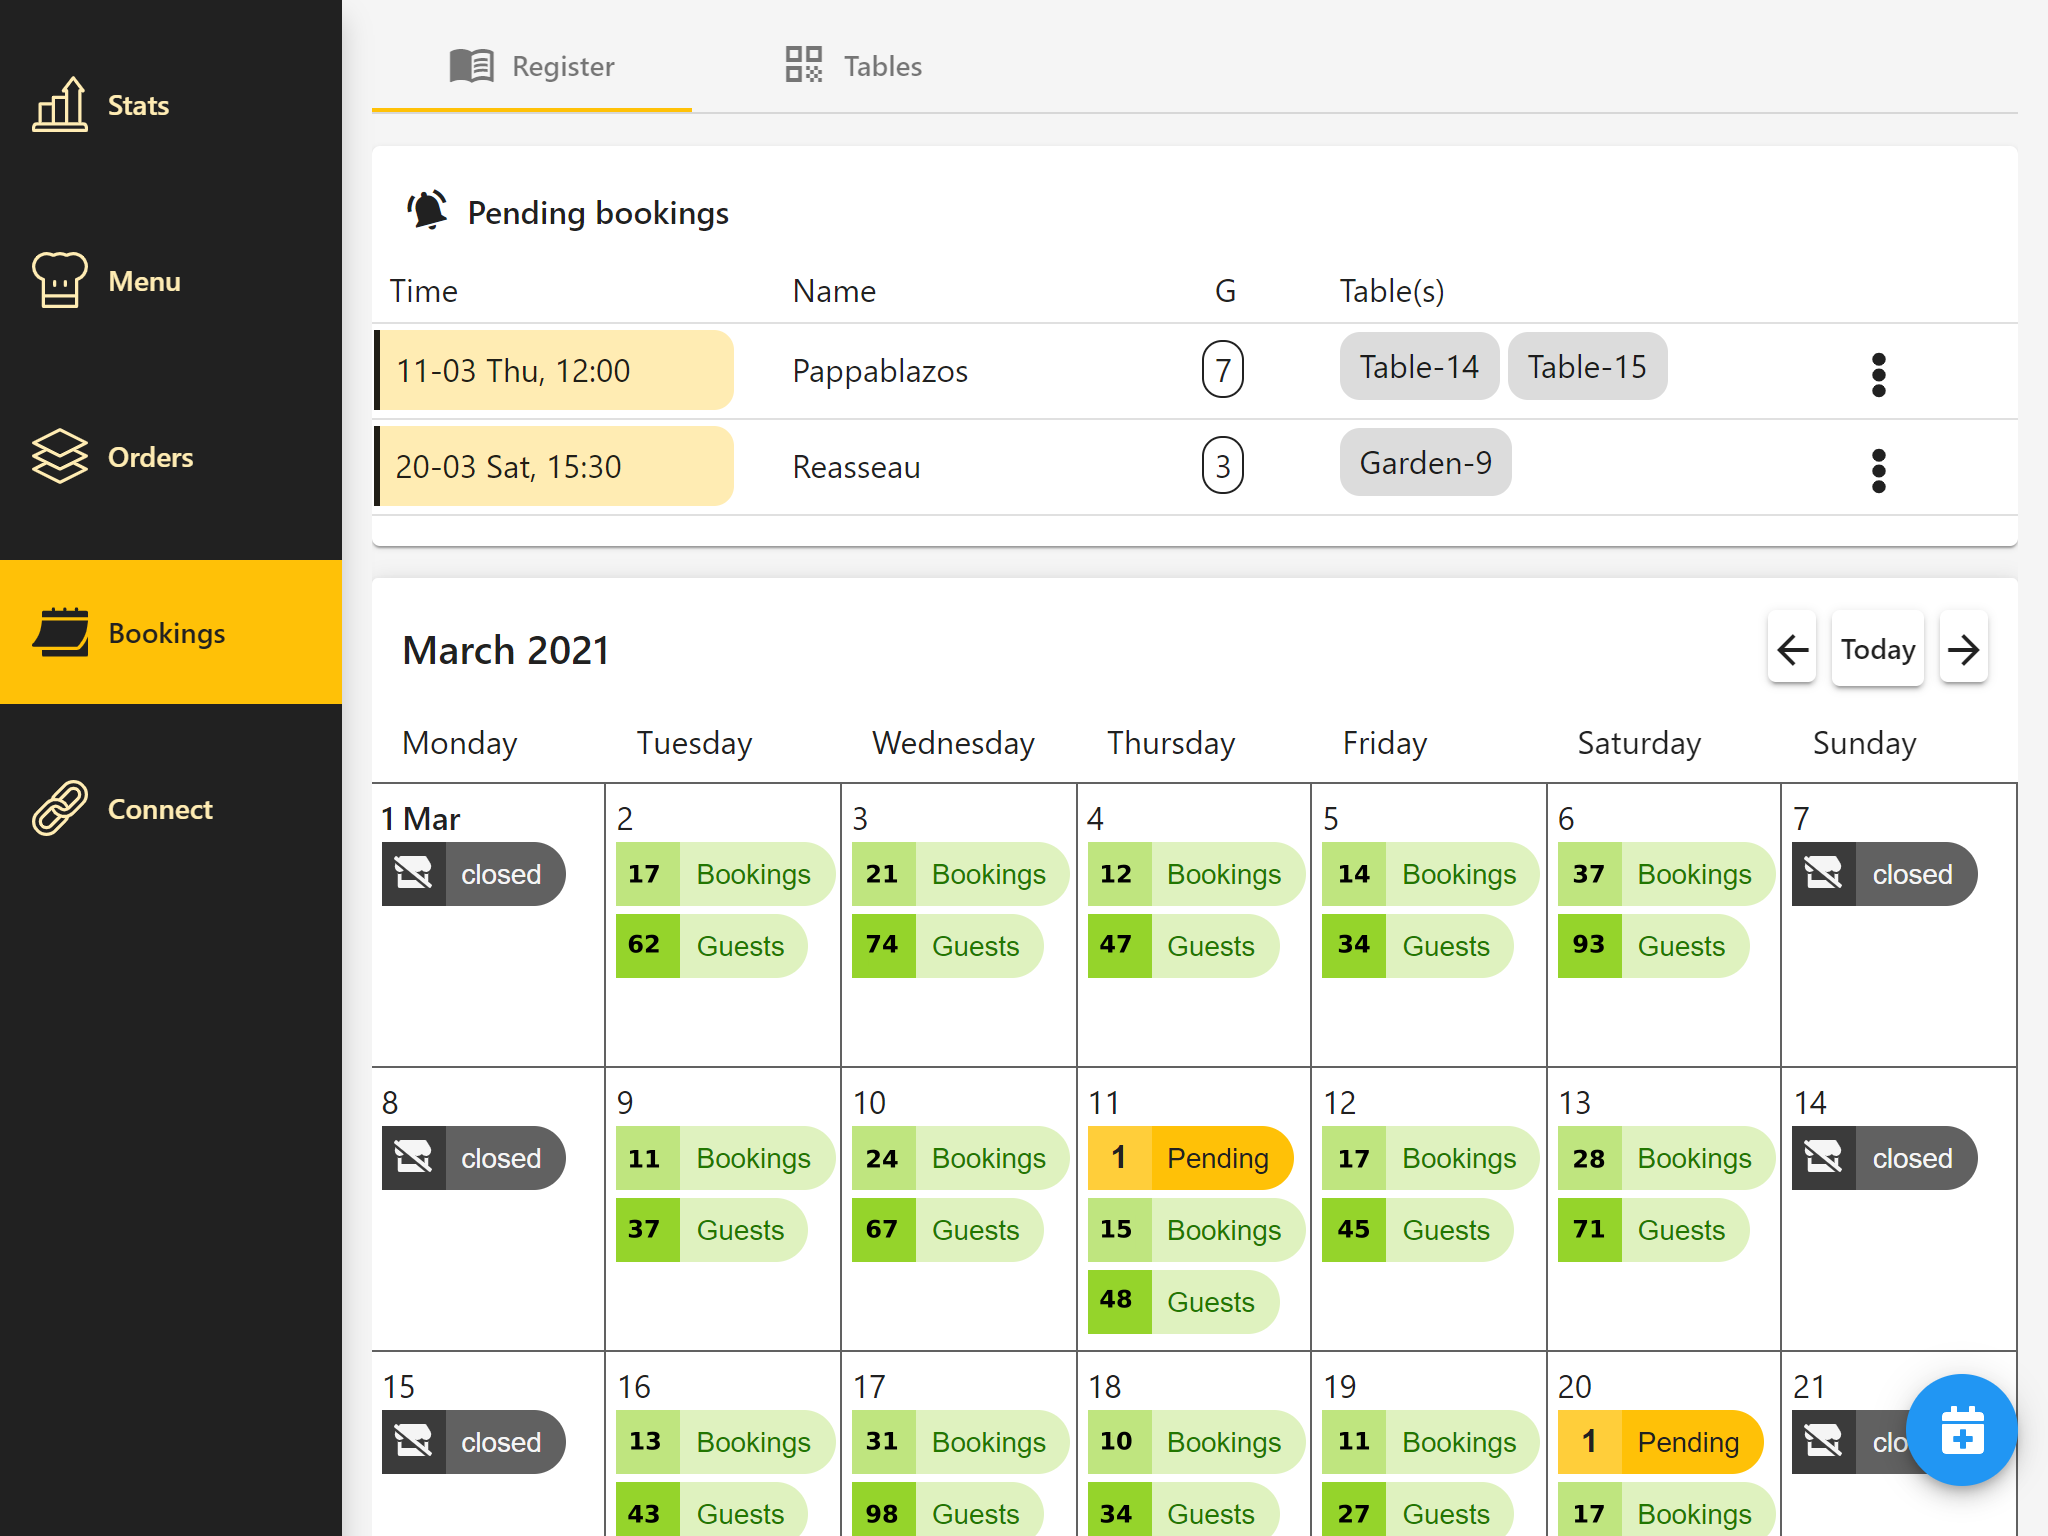 Stats
Menu
Orders
Bookings
Connect
Register Tables
Pending bookings
Time Name G Table(s)
11-03 Thu, 12:00 Pappablazos 7 Table-14 Table-15
20-03 Sat, 15:30 Reasseau 3 Garden-9
March 2021 Today
Monday Tuesday Wednesday Thursday Friday Saturday Sunday
1 Mar 2 3 4 5 6 7
closed 17 Bookings 21 Bookings 12 Bookings 14 Bookings 37 Bookings closed
62 Guests 74 Guests 47 Guests 34 Guests 93 Guests
8 9 10 11 12 13 14
closed 11 Bookings 24 Bookings 1 Pending 17 Bookings 28 Bookings closed
37 Guests 67 Guests 15 Bookings 45 Guests 71 Guests
48 Guests
15 16 17 18 19 20 21
closed 13 Bookings 31 Bookings 10 Bookings 11 Bookings 1 Pending clo
43 Guests 98 Guests 34 Guests 27 Guests 17 Bookings